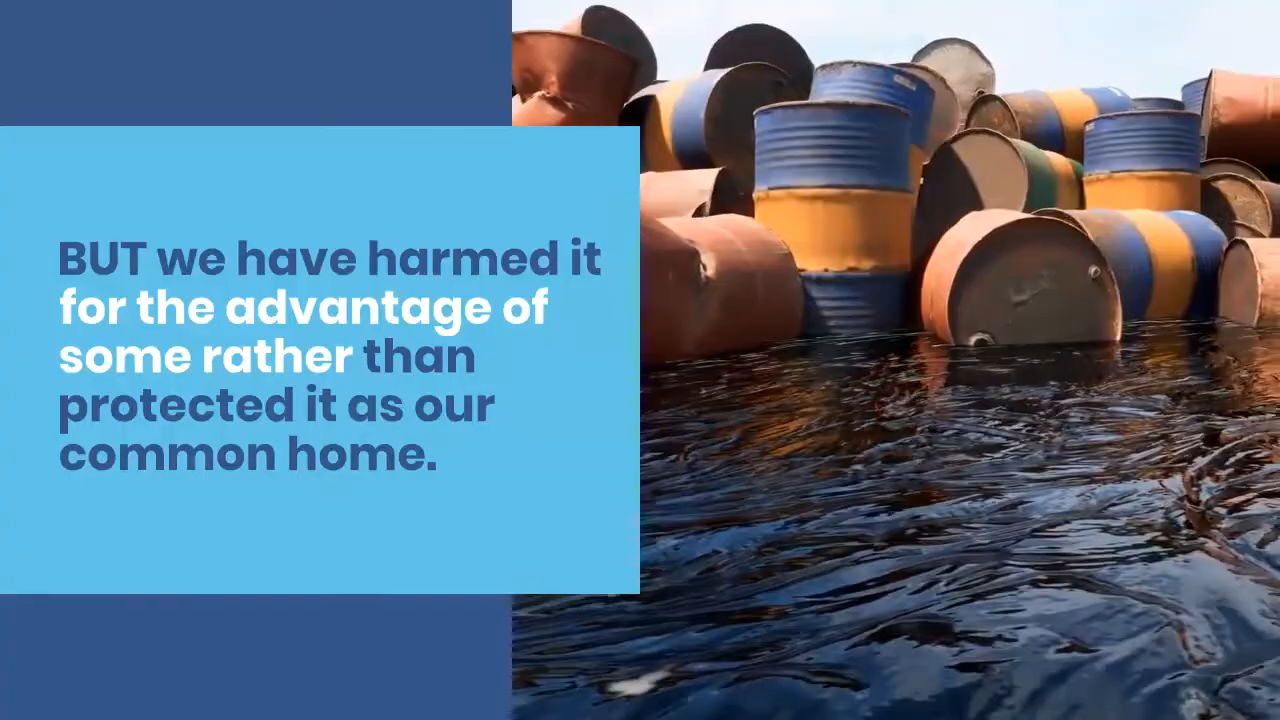 BUT we have harmed it
for the advantage of
some rather than
protected it as our
common home.